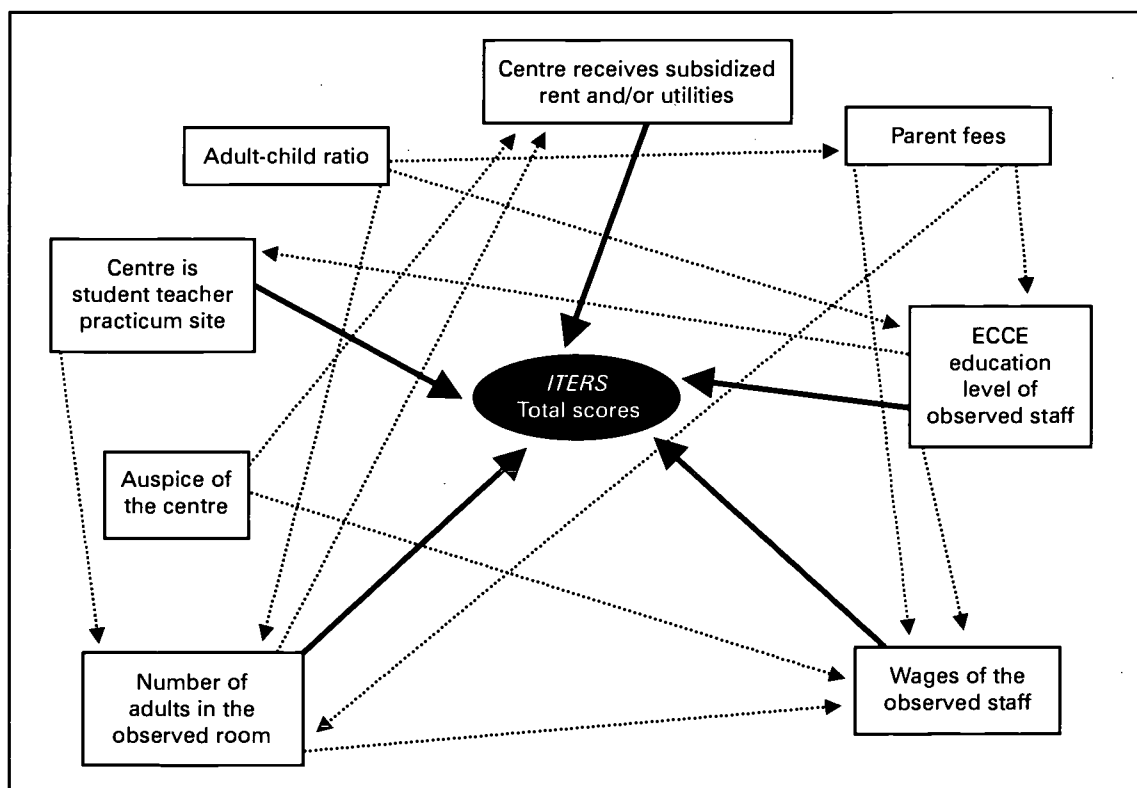 Centre receives subsidized
rent and/or utilities
Adult-child ratio
Parent fees
Centre is
student teacher
practicum site
ECCE
education
level of
observed staff
ITERS
Total scores
Auspice of
the centre
Number of
adults in the
observed room
Wages of the
observed staff